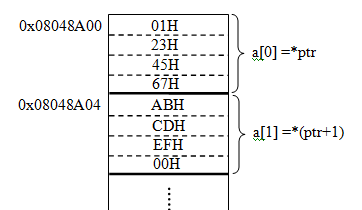 0x08048A00
01H
23H
45H
67H
a[0] =*ptr
0x08048A04
ABH
CDH
EFH
00H
a[1] =*(ptr+1)